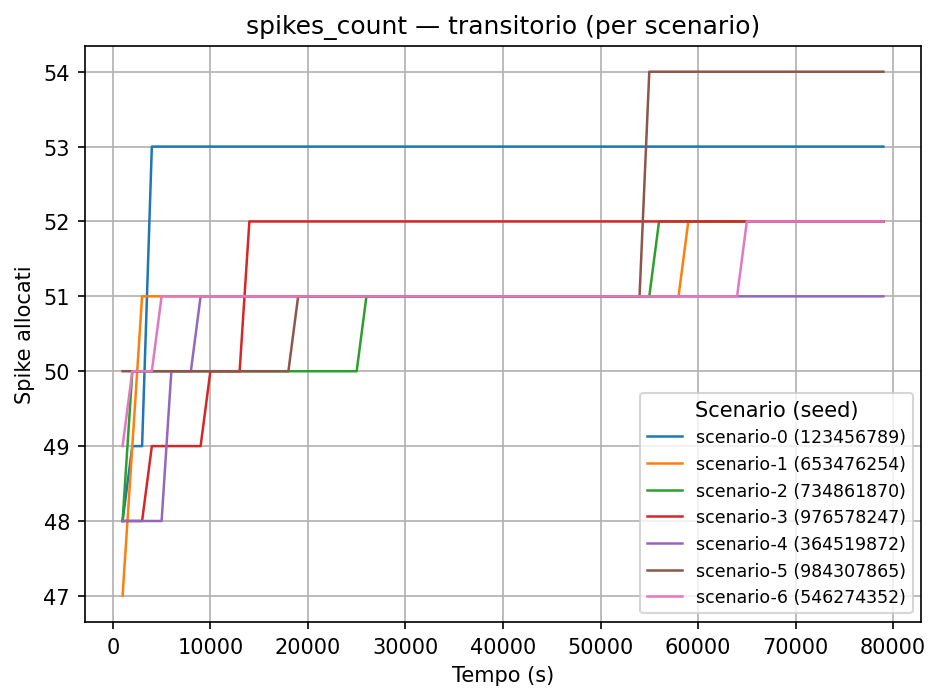 spikes_count — transitorio (per scenario)
Spike allocati
54
53
52
51
50
49
48
47
Scenario (seed)
scenario-0 (123456789)
scenario-1 (653476254)
scenario-2 (734861870)
scenario-3 (976578247)
scenario-4 (364519872)
scenario-5 (984307865)
scenario-6 (546274352)
0 10000 20000 30000 40000 50000 60000 70000 80000
Tempo (s)